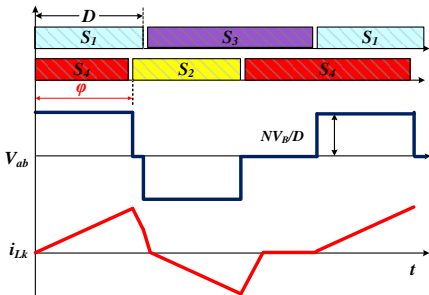 D
S1 S3 S1
S4 S2 S4
φ
NVB/D
Vab
iLk
t